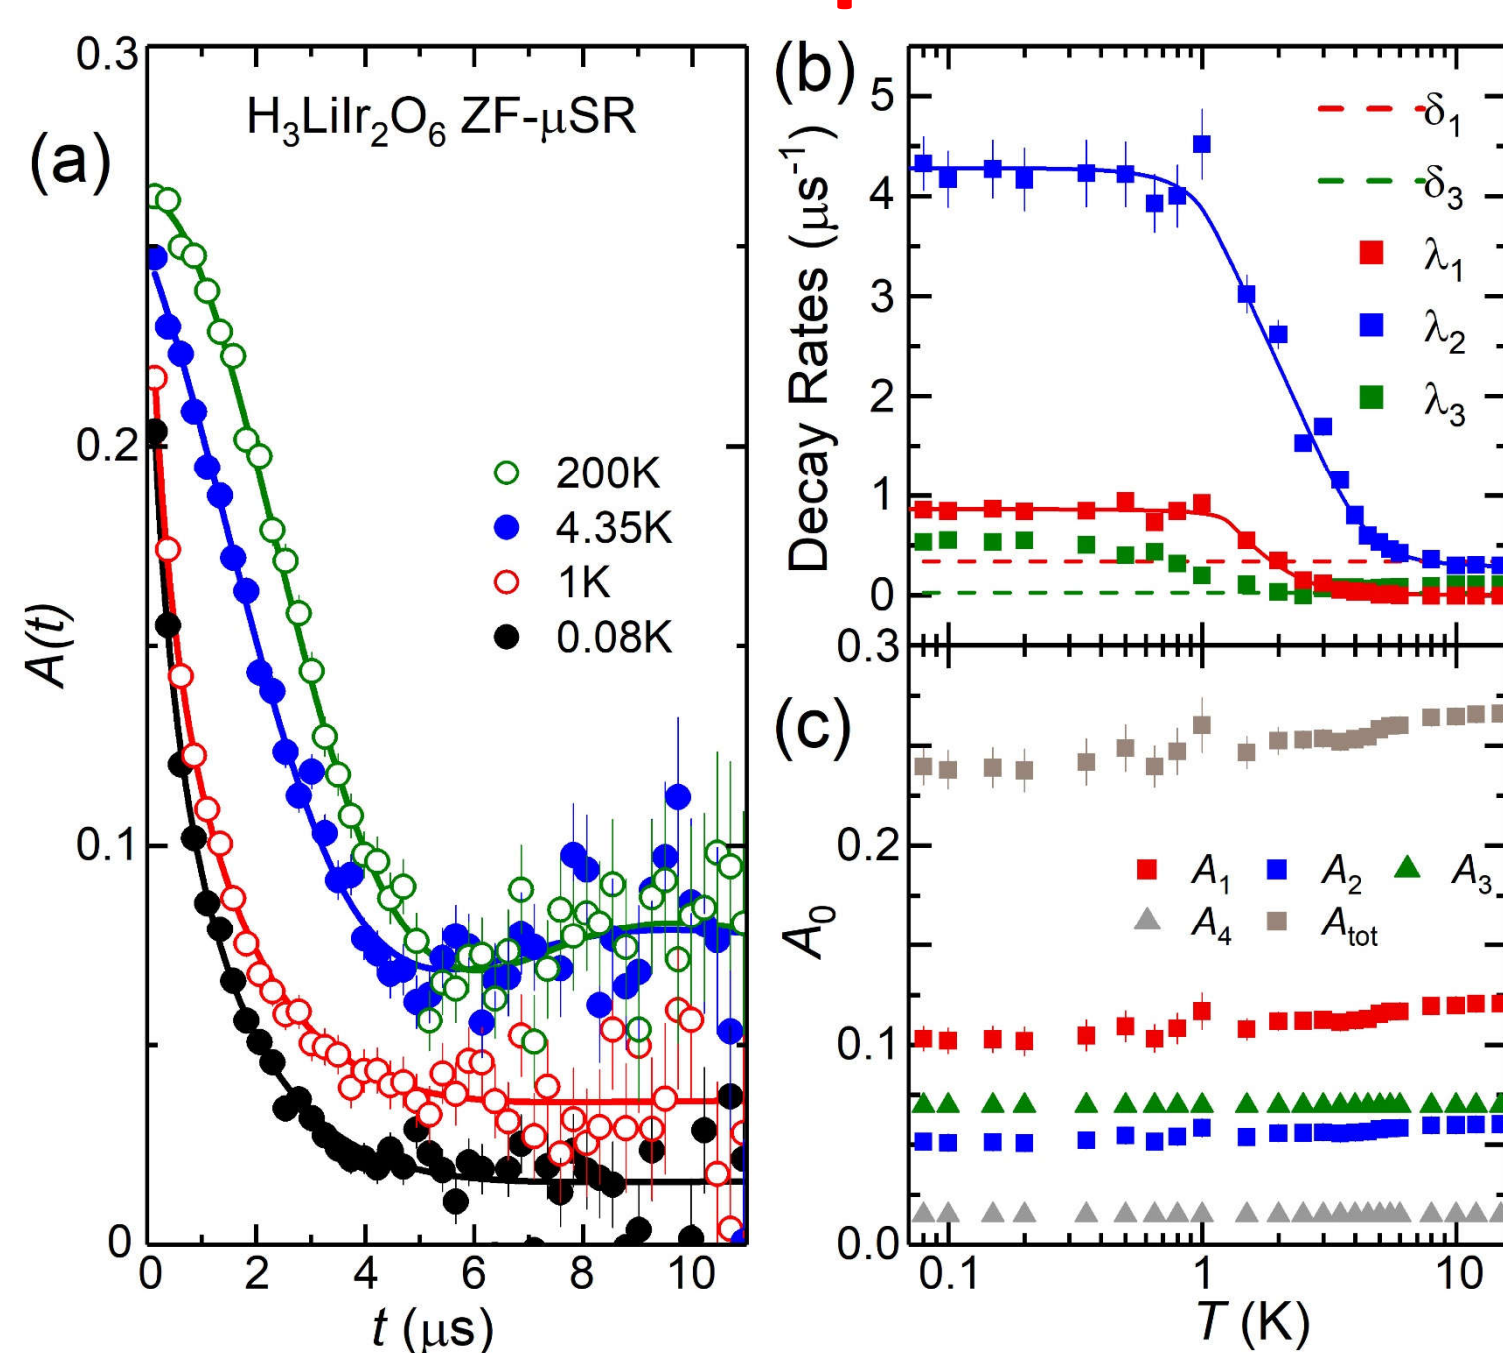 (a)
H₃LiIr₂O₆ ZF-μSR
A(t)
0.3
0.2
0.1
0
200K
4.35K
1K
0.08K
0 2 4 6 8 10
t (μs)
(b)
Decay Rates (μs⁻¹)
5
4
3
2
1
0
δ₁
δ₃
λ₁
λ₂
λ₃
(c)
A₀
0.3
0.2
0.1
0.0
A₁ A₂ A₃
A₄ A_tot
0.1 1 10
T (K)